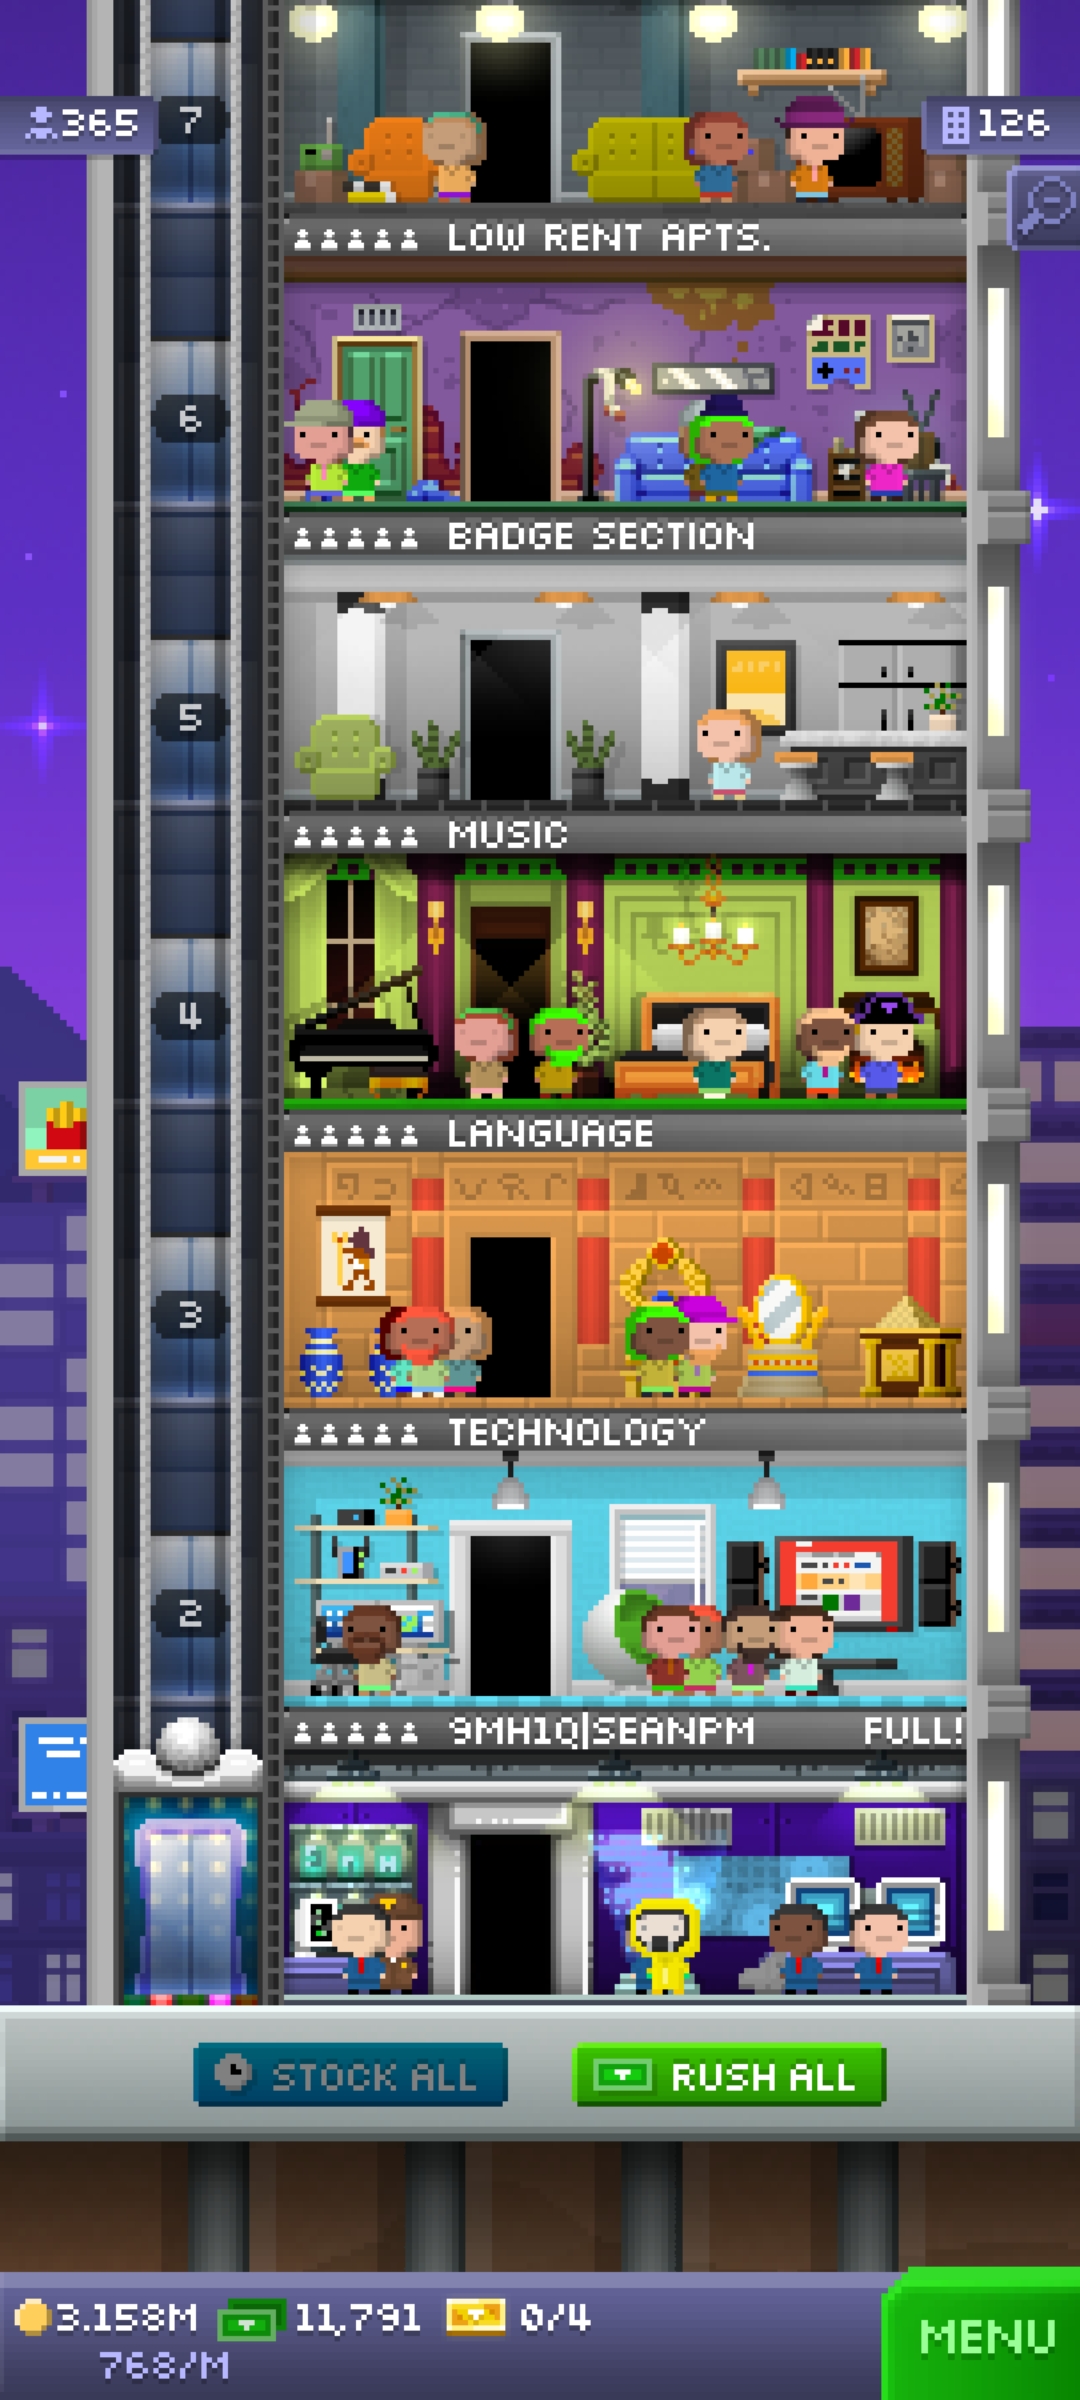 365
7
126
LOW RENT APTS.
6
BADGE SECTION
5
MUSIC
4
LANGUAGE
3
TECHNOLOGY
2
9MH1Q|SEANPM FULL!
STOCK ALL
RUSH ALL
3.158M 11,791 0/4
768/M
MENU